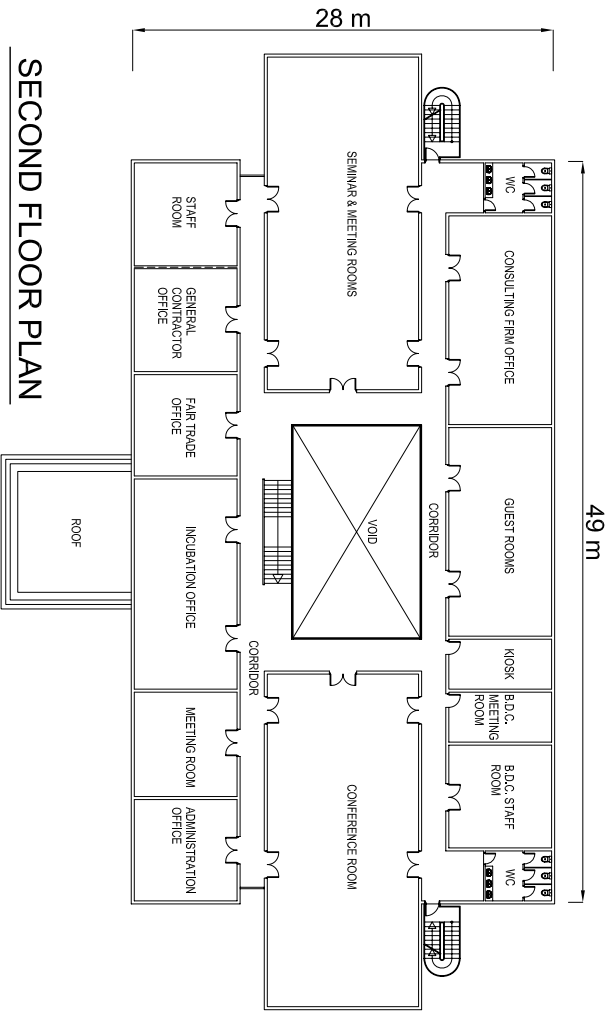 28 m
49 m
SECOND FLOOR PLAN
WC
CONSULTING FIRM OFFICE
GUEST ROOMS
KIOSK
B.D.C.
MEETING
ROOM
B.D.C. STAFF
ROOM
WC
SEMINAR & MEETING ROOMS
CORRIDOR
VOID
CORRIDOR
CONFERENCE ROOM
STAFF
ROOM
GENERAL
CONTRACTOR
OFFICE
FAIR TRADE
OFFICE
INCUBATION OFFICE
MEETING ROOM
ADMINISTRATION
OFFICE
ROOF